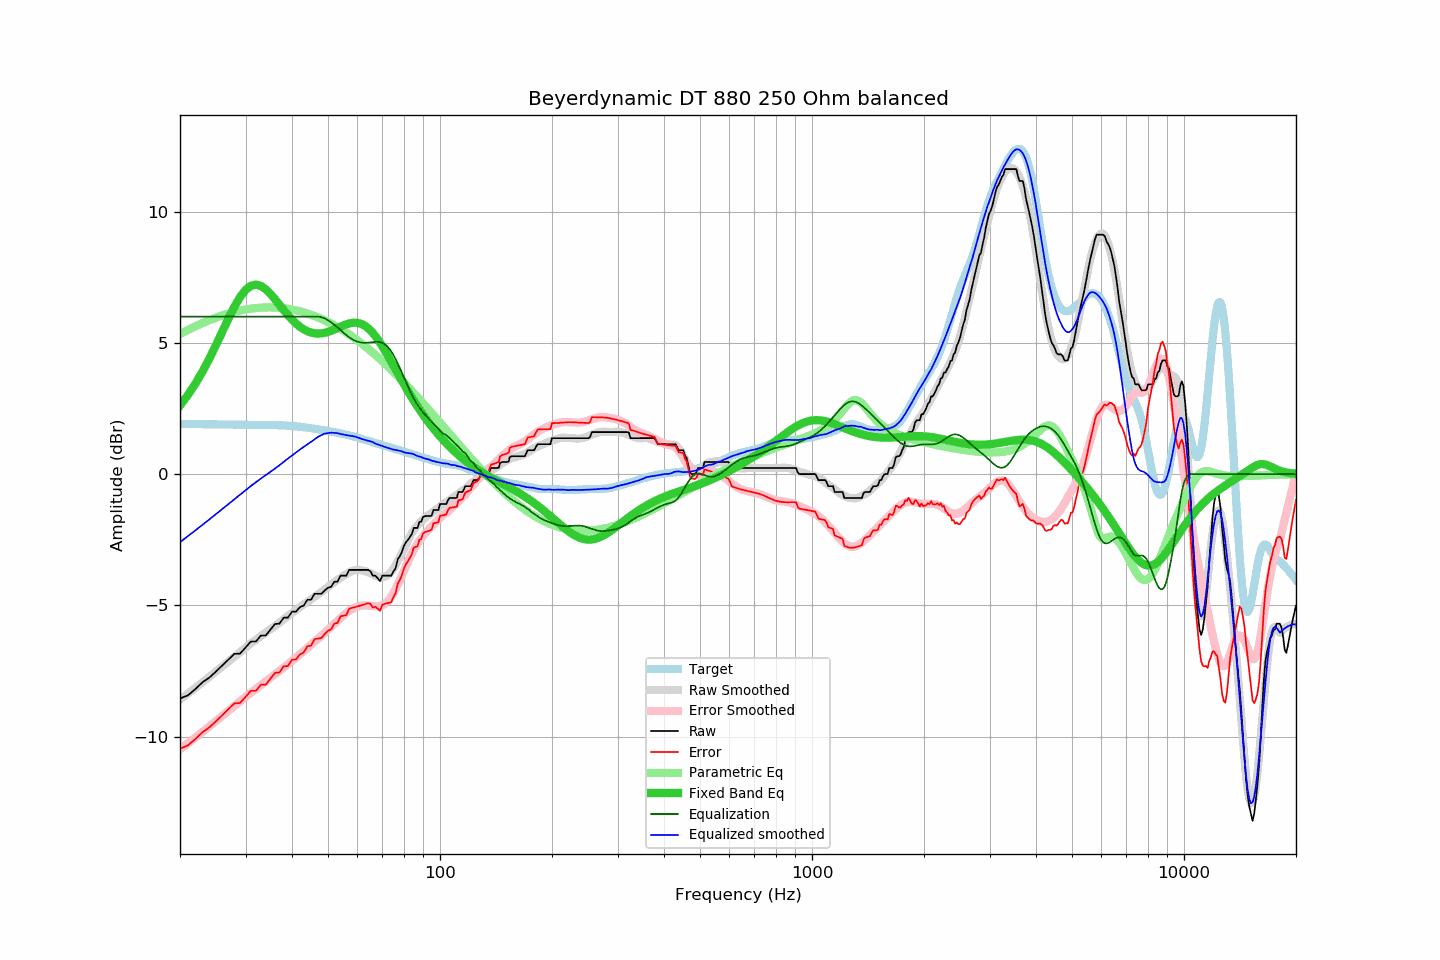 Beyerdynamic DT 880 250 Ohm balanced
Amplitude (dBr)
10
5
0
−5
−10
100
1000
10000
Frequency (Hz)
Target
Raw Smoothed
Error Smoothed
Raw
Error
Parametric Eq
Fixed Band Eq
Equalization
Equalized smoothed